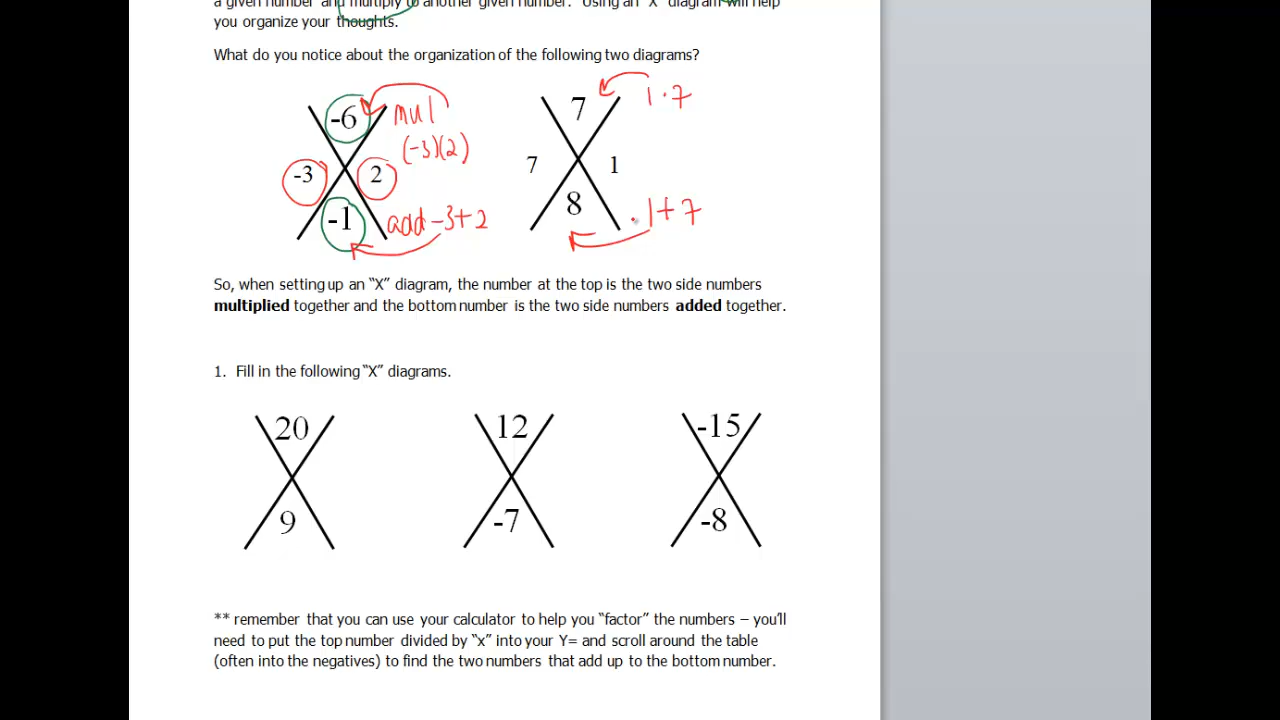 a given number and multiply to another given number. Using an "X" diagram will help
you organize your thoughts.
What do you notice about the organization of the following two diagrams?
-6 mul
(-3)(2)
-3 2
-1 add -3+2
7 1·7
7 1
8 1+7
So, when setting up an "X" diagram, the number at the top is the two side numbers
multiplied together and the bottom number is the two side numbers added together.
1. Fill in the following "X" diagrams.
20 12 -15
9 -7 -8
** remember that you can use your calculator to help you "factor" the numbers – you'll
need to put the top number divided by "x" into your Y= and scroll around the table
(often into the negatives) to find the two numbers that add up to the bottom number.